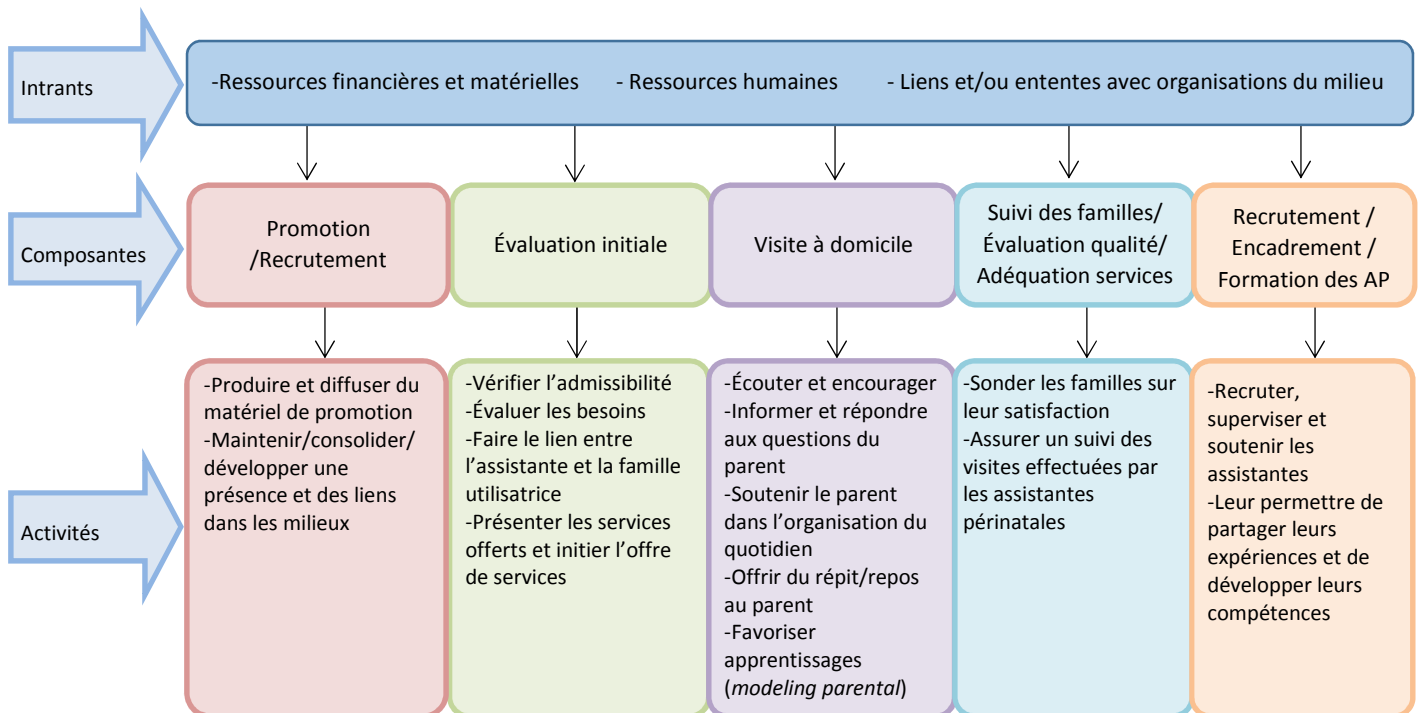 Intrants
-Ressources financières et matérielles - Ressources humaines - Liens et/ou ententes avec organisations du milieu
Composantes
Promotion
/Recrutement
Évaluation initiale
Visite à domicile
Suivi des familles/
Évaluation qualité/
Adéquation services
Recrutement /
Encadrement /
Formation des AP
Activités
-Produire et diffuser du
matériel de promotion
-Maintenir/consolider/
développer une
présence et des liens
dans les milieux
-Vérifier l’admissibilité
-Évaluer les besoins
-Faire le lien entre
l’assistante et la famille
utilisatrice
-Présenter les services
offerts et initier l’offre
de services
-Écouter et encourager
-Informer et répondre
aux questions du
parent
-Soutenir le parent
dans l’organisation du
quotidien
-Offrir du répit/repos
au parent
-Favoriser
apprentissages
(modeling parental)
-Sonder les familles sur
leur satisfaction
-Assurer un suivi des
visites effectuées par
les assistantes
périnatales
-Recruter,
superviser et
soutenir les
assistantes
-Leur permettre de
partager leurs
expériences et de
développer leurs
compétences